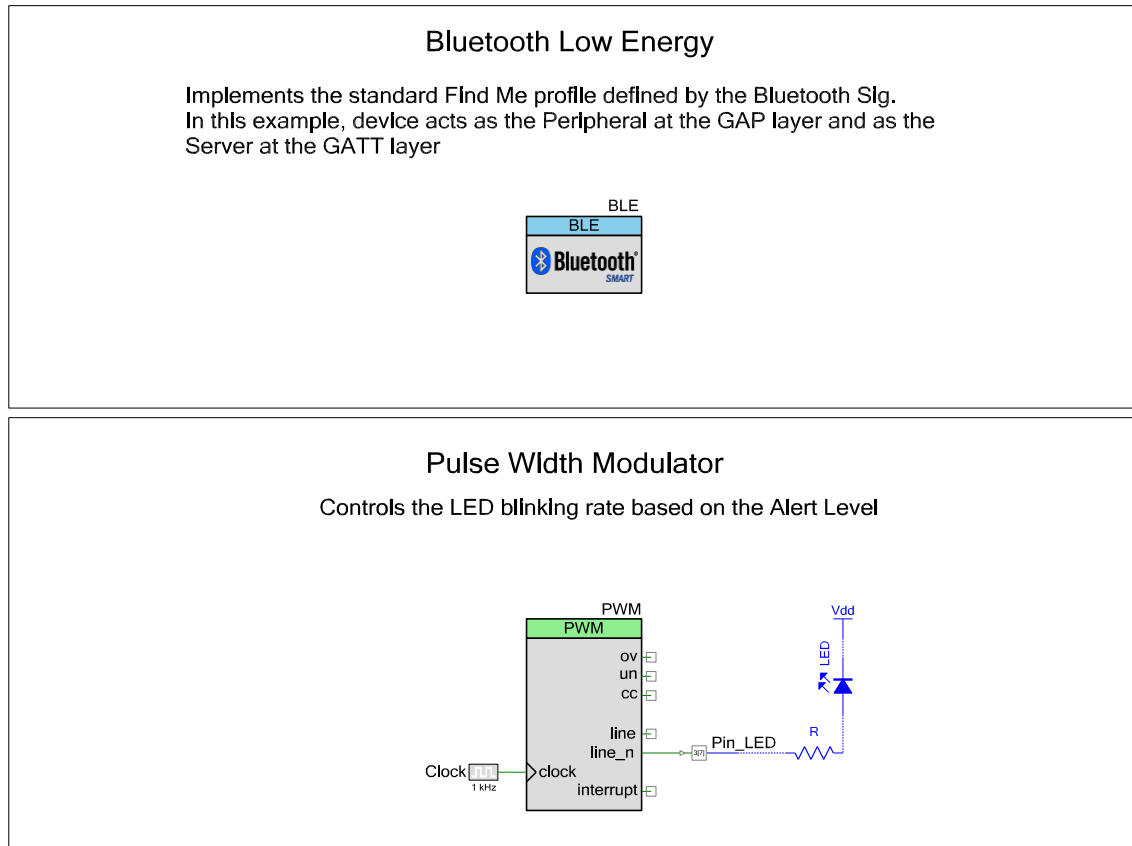 Bluetooth Low Energy
Implements the standard Find Me profile defined by the Bluetooth Sig.
In this example, device acts as the Peripheral at the GAP layer and as the
Server at the GATT layer
BLE
BLE
Bluetooth®
SMART
Pulse Width Modulator
Controls the LED blinking rate based on the Alert Level
PWM
PWM
ov
un
cc
line
line_n
clock
interrupt
Clock
1 kHz
3[7]
Pin_LED
R
LED
Vdd